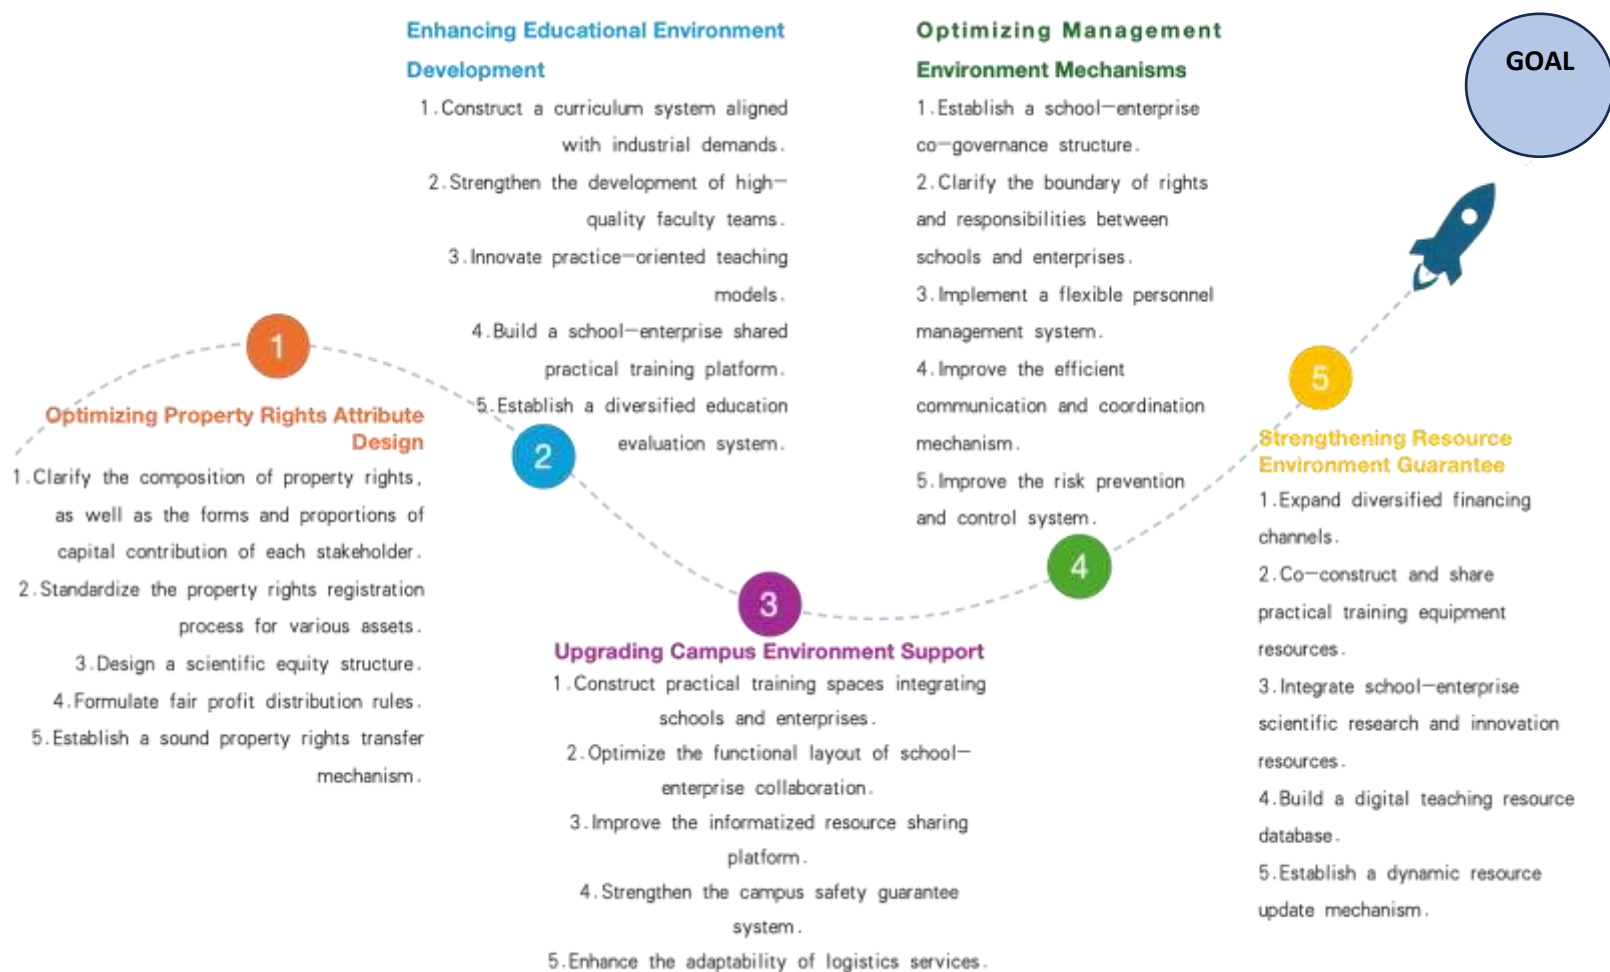 GOAL
1
Optimizing Property Rights Attribute
Design
1.Clarify the composition of property rights,
as well as the forms and proportions of
capital contribution of each stakeholder.
2.Standardize the property rights registration
process for various assets.
3.Design a scientific equity structure.
4.Formulate fair profit distribution rules.
5.Establish a sound property rights transfer
mechanism.
Enhancing Educational Environment
Development
1.Construct a curriculum system aligned
with industrial demands.
2.Strengthen the development of high-
quality faculty teams.
3.Innovate practice-oriented teaching
models.
4.Build a school-enterprise shared
practical training platform.
5.Establish a diversified education
evaluation system.
2
3
Upgrading Campus Environment Support
1.Construct practical training spaces integrating
schools and enterprises.
2.Optimize the functional layout of school-
enterprise collaboration.
3.Improve the informatized resource sharing
platform.
4.Strengthen the campus safety guarantee
system.
5.Enhance the adaptability of logistics services.
Optimizing Management
Environment Mechanisms
1.Establish a school-enterprise
co-governance structure.
2.Clarify the boundary of rights
and responsibilities between
schools and enterprises.
3.Implement a flexible personnel
management system.
4.Improve the efficient
communication and coordination
mechanism.
5.Improve the risk prevention
and control system.
4
5
Strengthening Resource
Environment Guarantee
1.Expand diversified financing
channels.
2.Co-construct and share
practical training equipment
resources.
3.Integrate school-enterprise
scientific research and innovation
resources.
4.Build a digital teaching resource
database.
5.Establish a dynamic resource
update mechanism.